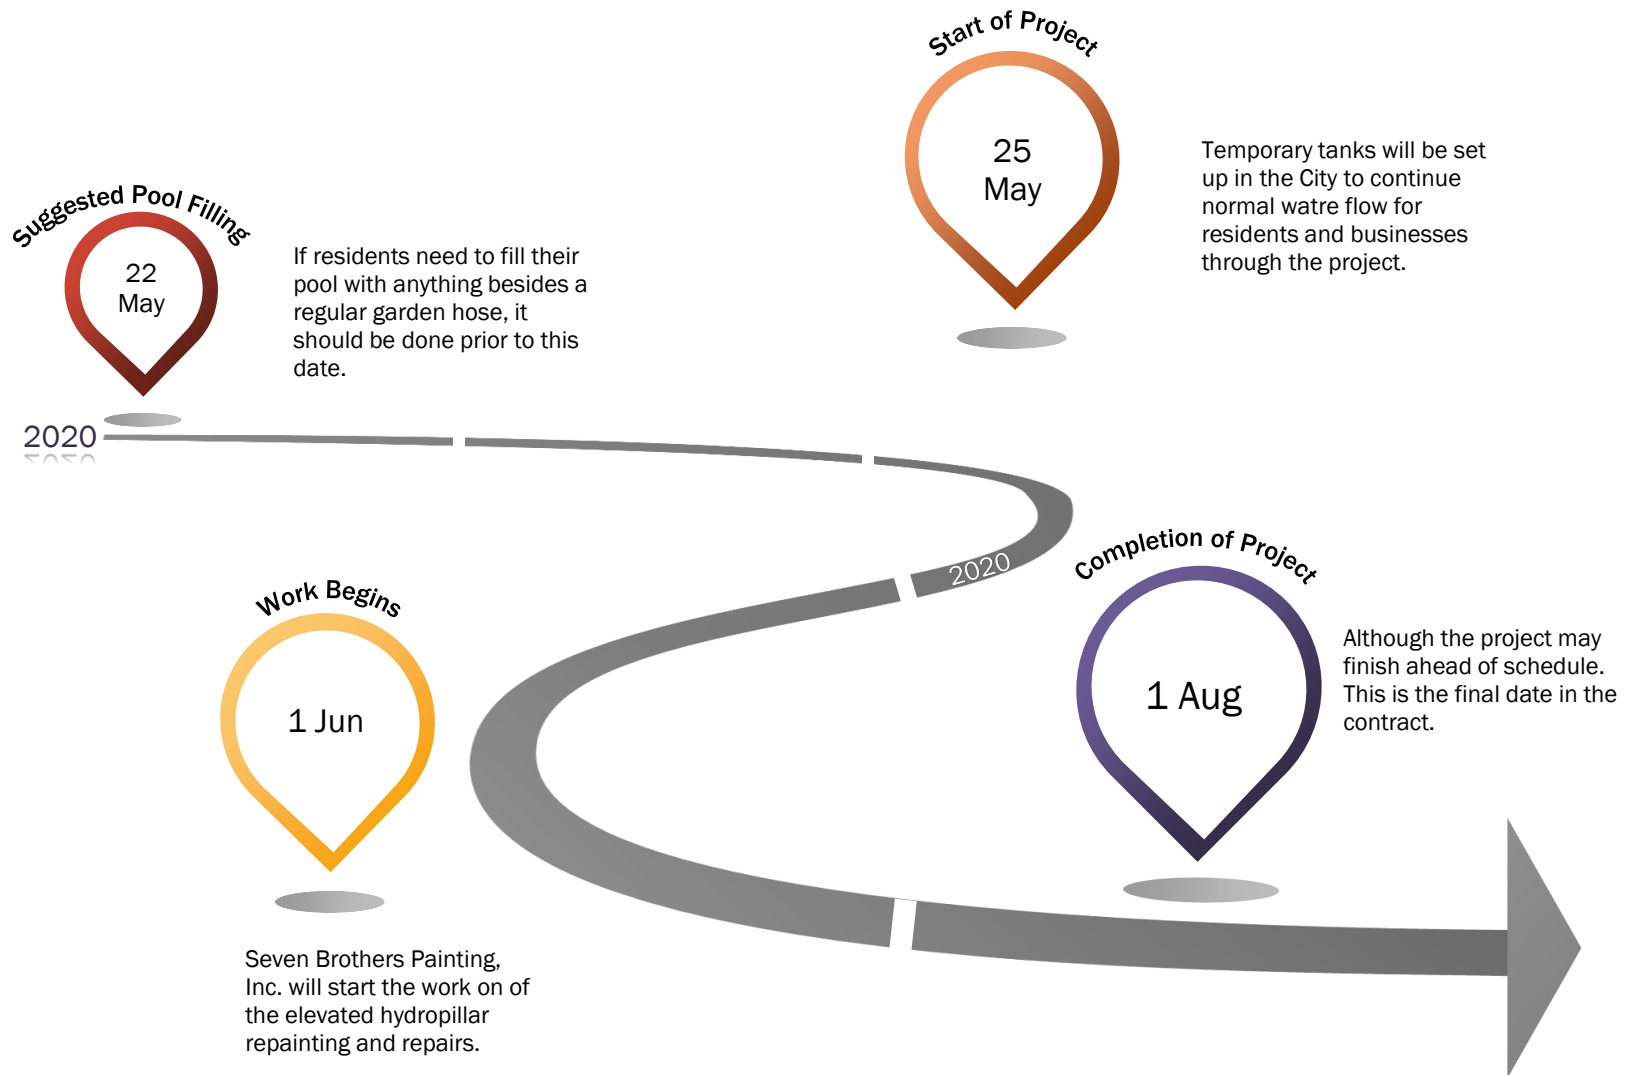 Start of Project
25
May
Temporary tanks will be set
up in the City to continue
normal watre flow for
residents and businesses
through the project.
Suggested Pool Filling
22
May
If residents need to fill their
pool with anything besides a
regular garden hose, it
should be done prior to this
date.
2020
2020
Work Begins
1 Jun
Seven Brothers Painting,
Inc. will start the work on of
the elevated hydropillar
repainting and repairs.
Completion of Project
1 Aug
Although the project may
finish ahead of schedule.
This is the final date in the
contract.